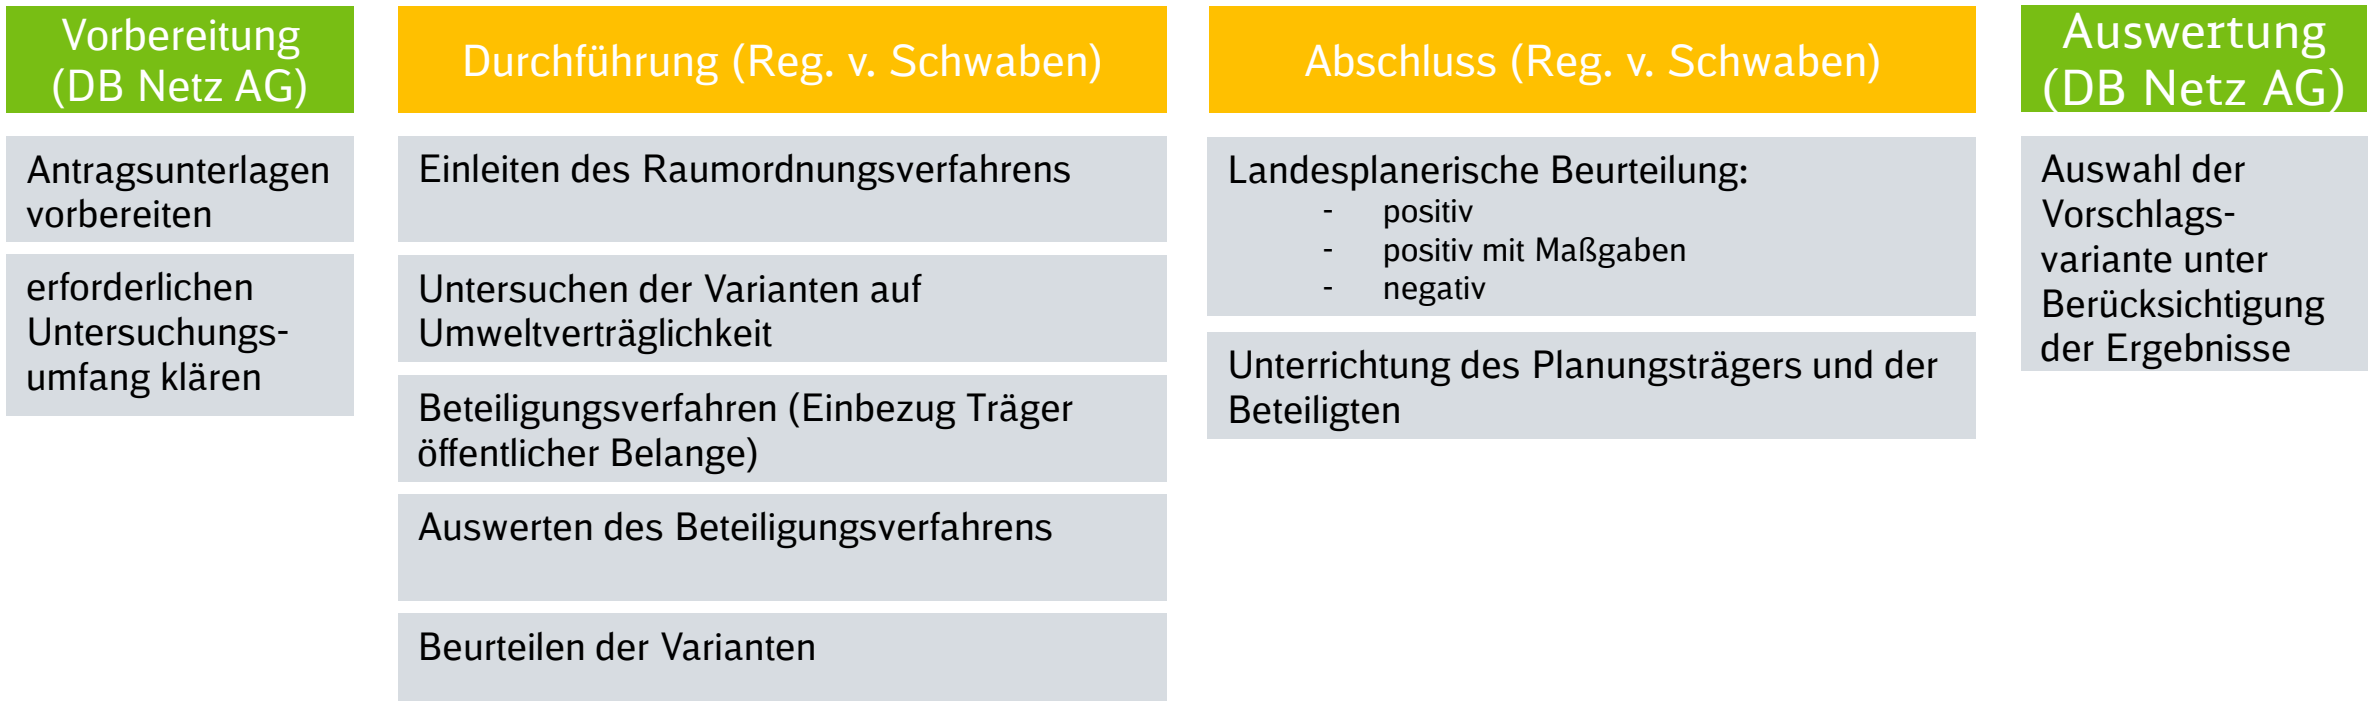 Vorbereitung
(DB Netz AG)
Antragsunterlagen
vorbereiten
erforderlichen
Untersuchungs-
umfang klären
Durchführung (Reg. v. Schwaben)
Einleiten des Raumordnungsverfahrens
Untersuchen der Varianten auf
Umweltverträglichkeit
Beteiligungsverfahren (Einbezug Träger
öffentlicher Belange)
Auswerten des Beteiligungsverfahrens
Beurteilen der Varianten
Abschluss (Reg. v. Schwaben)
Landesplanerische Beurteilung:
- positiv
- positiv mit Maßgaben
- negativ
Unterrichtung des Planungsträgers und der
Beteiligten
Auswertung
(DB Netz AG)
Auswahl der
Vorschlags-
variante unter
Berücksichtigung
der Ergebnisse